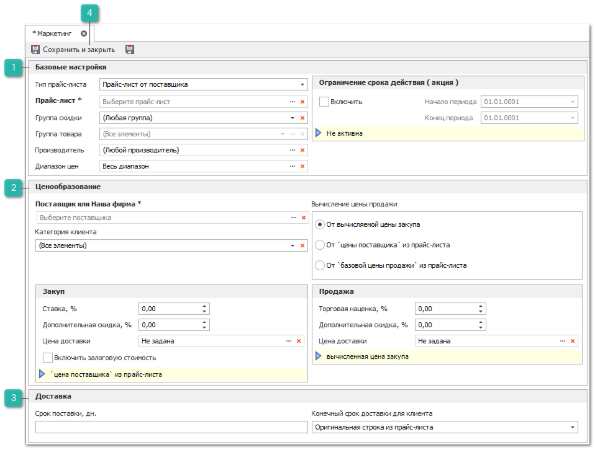 4
* Маркетинг
Сохранить и закрыть
1
Базовые настройки
Тип прайс-листа Прайс-лист от поставщика
Ограничение срока действия ( акция )
Прайс-лист * Выберите прайс-лист
Включить Начало периода 01.01.0001
Группа скидки (Любая группа)
Конец периода 01.01.0001
Группа товара (Все элементы)
Не активна
Производитель (Любой производитель)
Диапазон цен Весь диапазон
2
Ценообразование
Поставщик или Наша фирма *
Вычисление цены продажи
Выберите поставщика
От вычисляемой цены закупа
Категория клиента
(Все элементы)
От `цены поставщика` из прайс-листа
От `базовой цены продажи` из прайс-листа
Закуп
Продажа
Ставка, % 0,00
Торговая наценка, % 0,00
Дополнительная скидка, % 0,00
Дополнительная скидка, % 0,00
Цена доставки Не задана
Цена доставки Не задана
Включить залоговую стоимость
вычисленная цена закупа
`цена поставщика` из прайс-листа
3
Доставка
Срок поставки, дн.
Конечный срок доставки для клиента
Оригинальная строка из прайс-листа